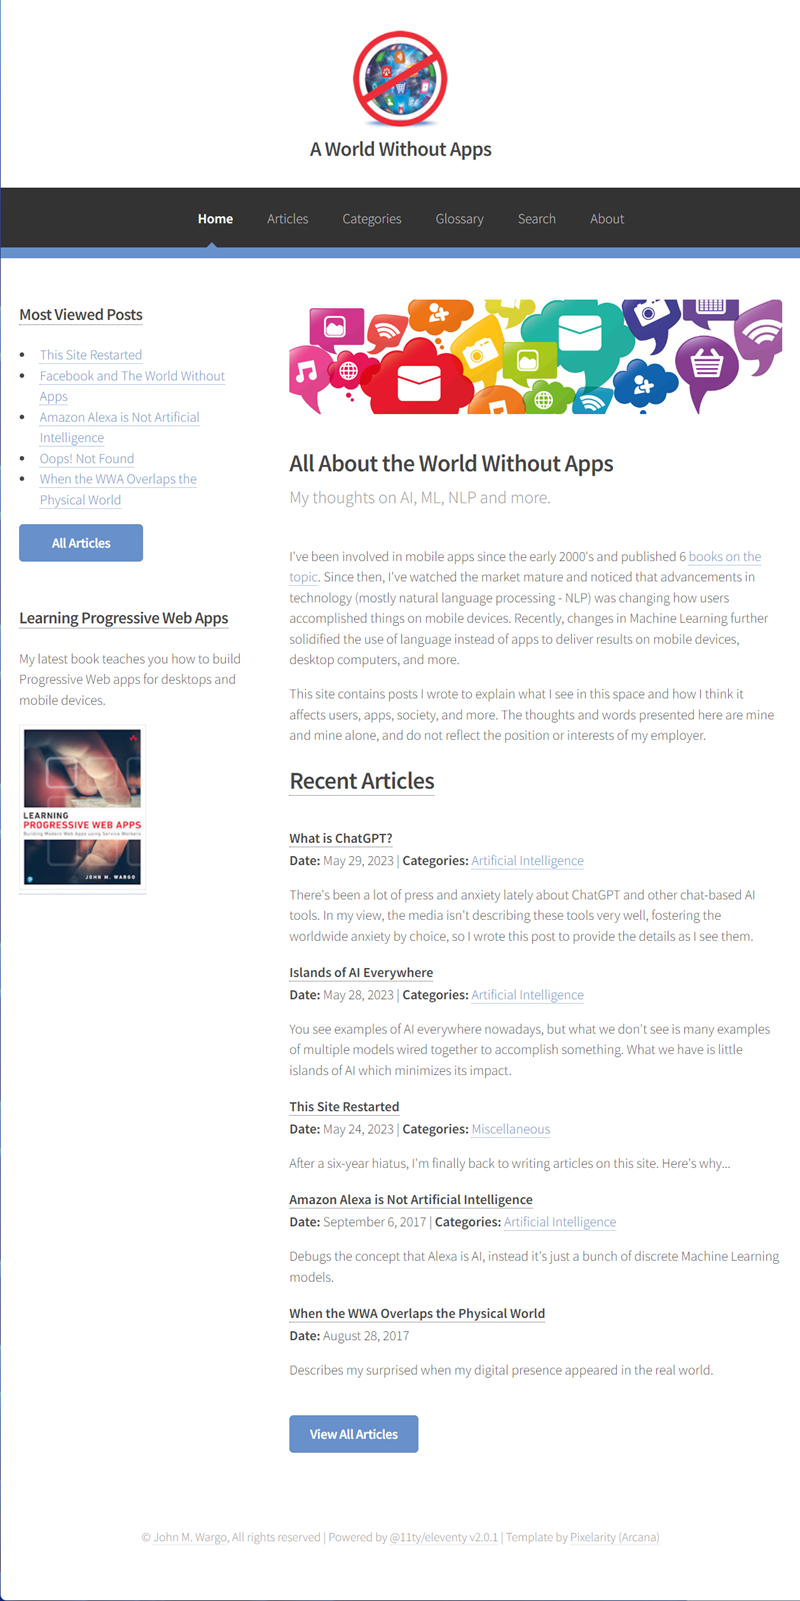 A World Without Apps
Home Articles Categories Glossary Search About
Most Viewed Posts
This Site Restarted
Facebook and The World Without
Apps
Amazon Alexa is Not Artificial
Intelligence
Oops! Not Found
When the WWA Overlaps the
Physical World
All Articles
Learning Progressive Web Apps
My latest book teaches you how to build
Progressive Web apps for desktops and
mobile devices.
LEARNING
PROGRESSIVE WEB APPS
Building Modern Web Apps using Service Workers
JOHN M. WARGO
All About the World Without Apps
My thoughts on AI, ML, NLP and more.
I've been involved in mobile apps since the early 2000's and published 6 books on the
topic. Since then, I've watched the market mature and noticed that advancements in
technology (mostly natural language processing - NLP) was changing how users
accomplished things on mobile devices. Recently, changes in Machine Learning further
solidified the use of language instead of apps to deliver results on mobile devices,
desktop computers, and more.
This site contains posts I wrote to explain what I see in this space and how I think it
affects users, apps, society, and more. The thoughts and words presented here are mine
and mine alone, and do not reflect the position or interests of my employer.
Recent Articles
What is ChatGPT?
Date: May 29, 2023 | Categories: Artificial Intelligence
There's been a lot of press and anxiety lately about ChatGPT and other chat-based AI
tools. In my view, the media isn't describing these tools very well, fostering the
worldwide anxiety by choice, so I wrote this post to provide the details as I see them.
Islands of AI Everywhere
Date: May 28, 2023 | Categories: Artificial Intelligence
You see examples of AI everywhere nowadays, but what we don't see is many examples
of multiple models wired together to accomplish something. What we have is little
islands of AI which minimizes its impact.
This Site Restarted
Date: May 24, 2023 | Categories: Miscellaneous
After a six-year hiatus, I'm finally back to writing articles on this site. Here's why...
Amazon Alexa is Not Artificial Intelligence
Date: September 6, 2017 | Categories: Artificial Intelligence
Debugs the concept that Alexa is AI, instead it's just a bunch of discrete Machine Learning
models.
When the WWA Overlaps the Physical World
Date: August 28, 2017
Describes my surprised when my digital presence appeared in the real world.
View All Articles
© John M. Wargo, All rights reserved | Powered by @11ty/eleventy v2.0.1 | Template by Pixelarity (Arcana)